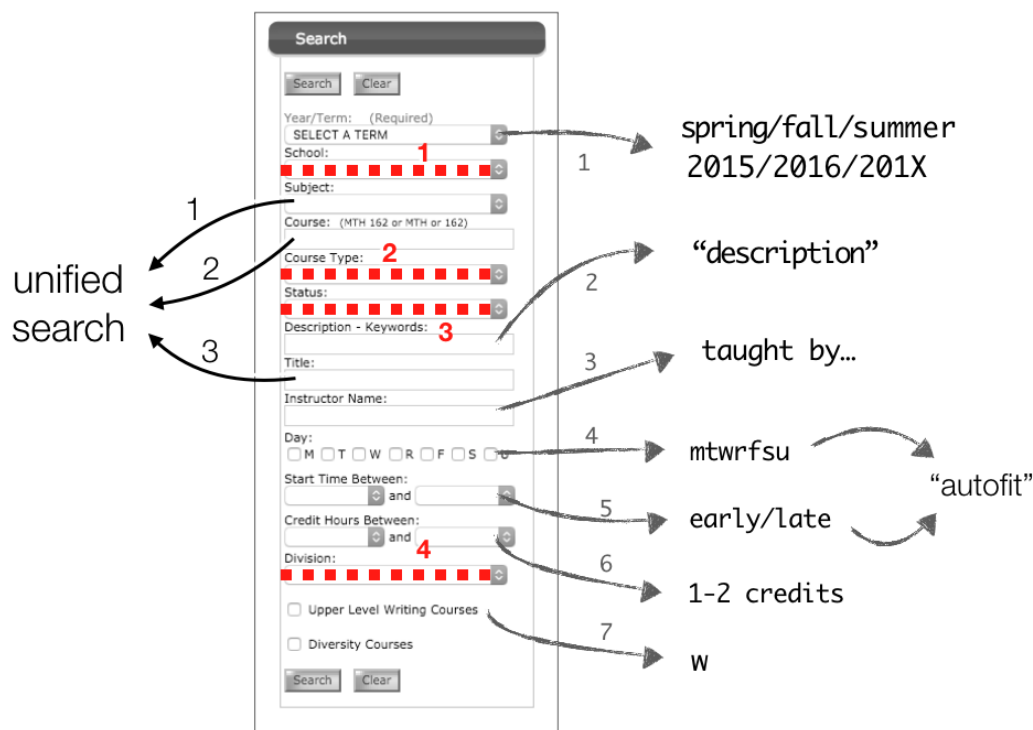 Search
Search Clear
Year/Term: (Required)
SELECT A TERM
School:
1
Subject:
Course: (MTH 162 or MTH or 162)
Course Type:
2
Status:
3
Description - Keywords:
Title:
Instructor Name:
Day:
M T W R F S U
Start Time Between:
and
Credit Hours Between:
and
4
Division:
Upper Level Writing Courses
Diversity Courses
Search Clear
1
2
3
unified
search
1
spring/fall/summer
2015/2016/201X
2
“description”
3
taught by…
4
mtwrfsu
5
early/late
“autofit”
6
1-2 credits
7
w